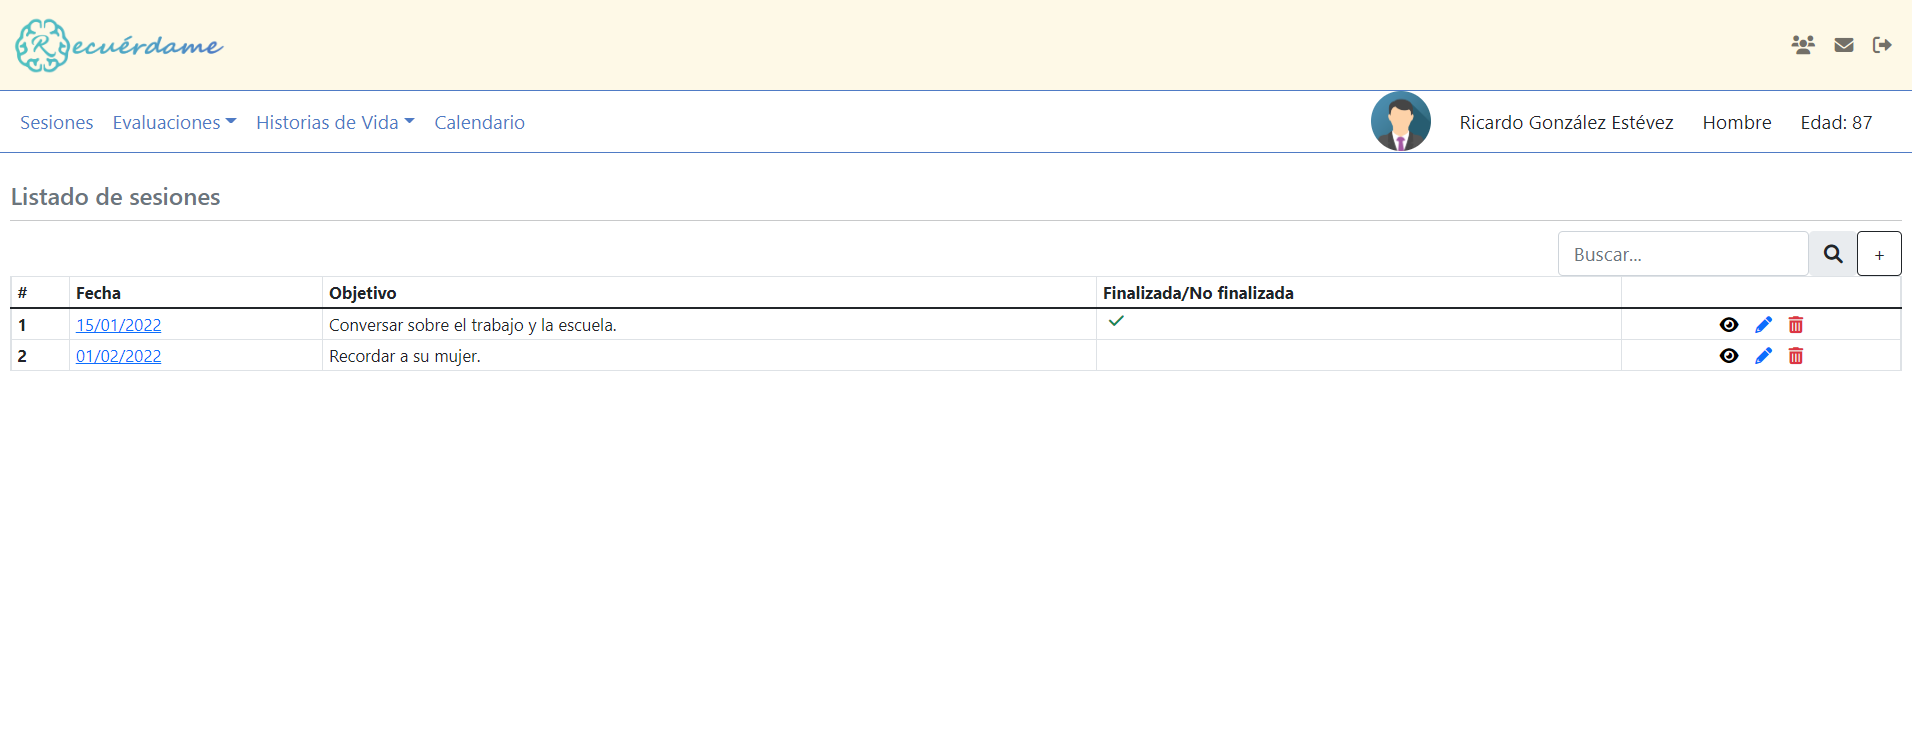 Recuérdame
Sesiones Evaluaciones Historias de Vida Calendario Ricardo González Estévez Hombre Edad: 87
Listado de sesiones
Buscar... +
# Fecha Objetivo Finalizada/No finalizada
1 15/01/2022 Conversar sobre el trabajo y la escuela.
2 01/02/2022 Recordar a su mujer.